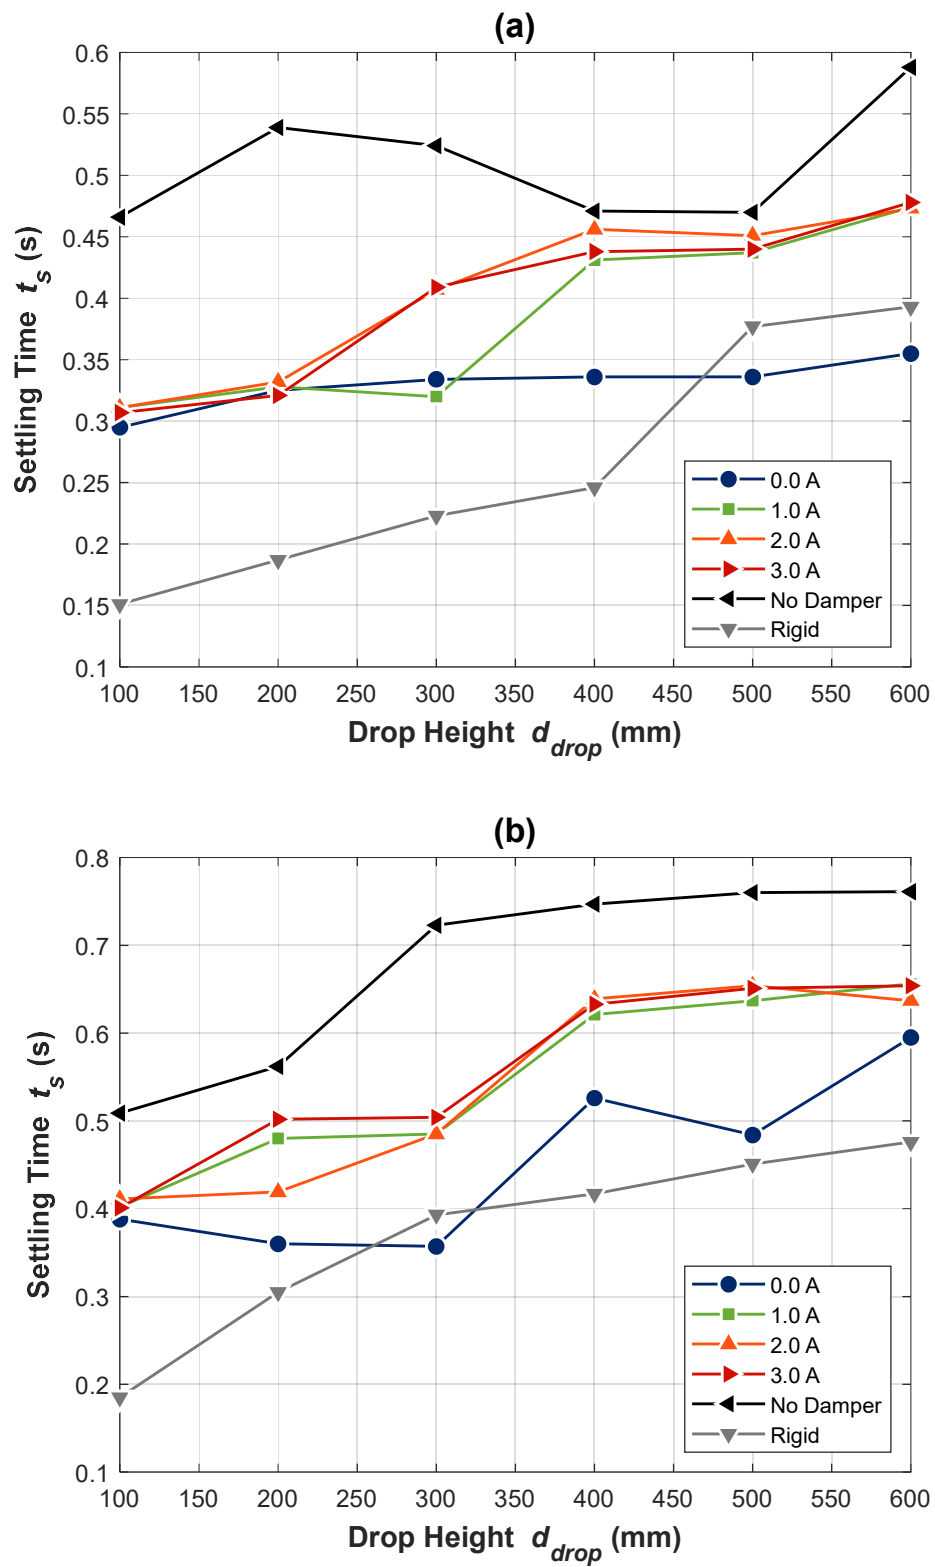 (a)
0.6
0.55
0.5
0.45
0.4
0.35
0.3
0.25
0.2
0.15
0.1
Settling Time t_s (s)
0.0 A
1.0 A
2.0 A
3.0 A
No Damper
Rigid
100 150 200 250 300 350 400 450 500 550 600
Drop Height d_drop (mm)
(b)
0.8
0.7
0.6
0.5
0.4
0.3
0.2
0.1
Settling Time t_s (s)
0.0 A
1.0 A
2.0 A
3.0 A
No Damper
Rigid
100 150 200 250 300 350 400 450 500 550 600
Drop Height d_drop (mm)